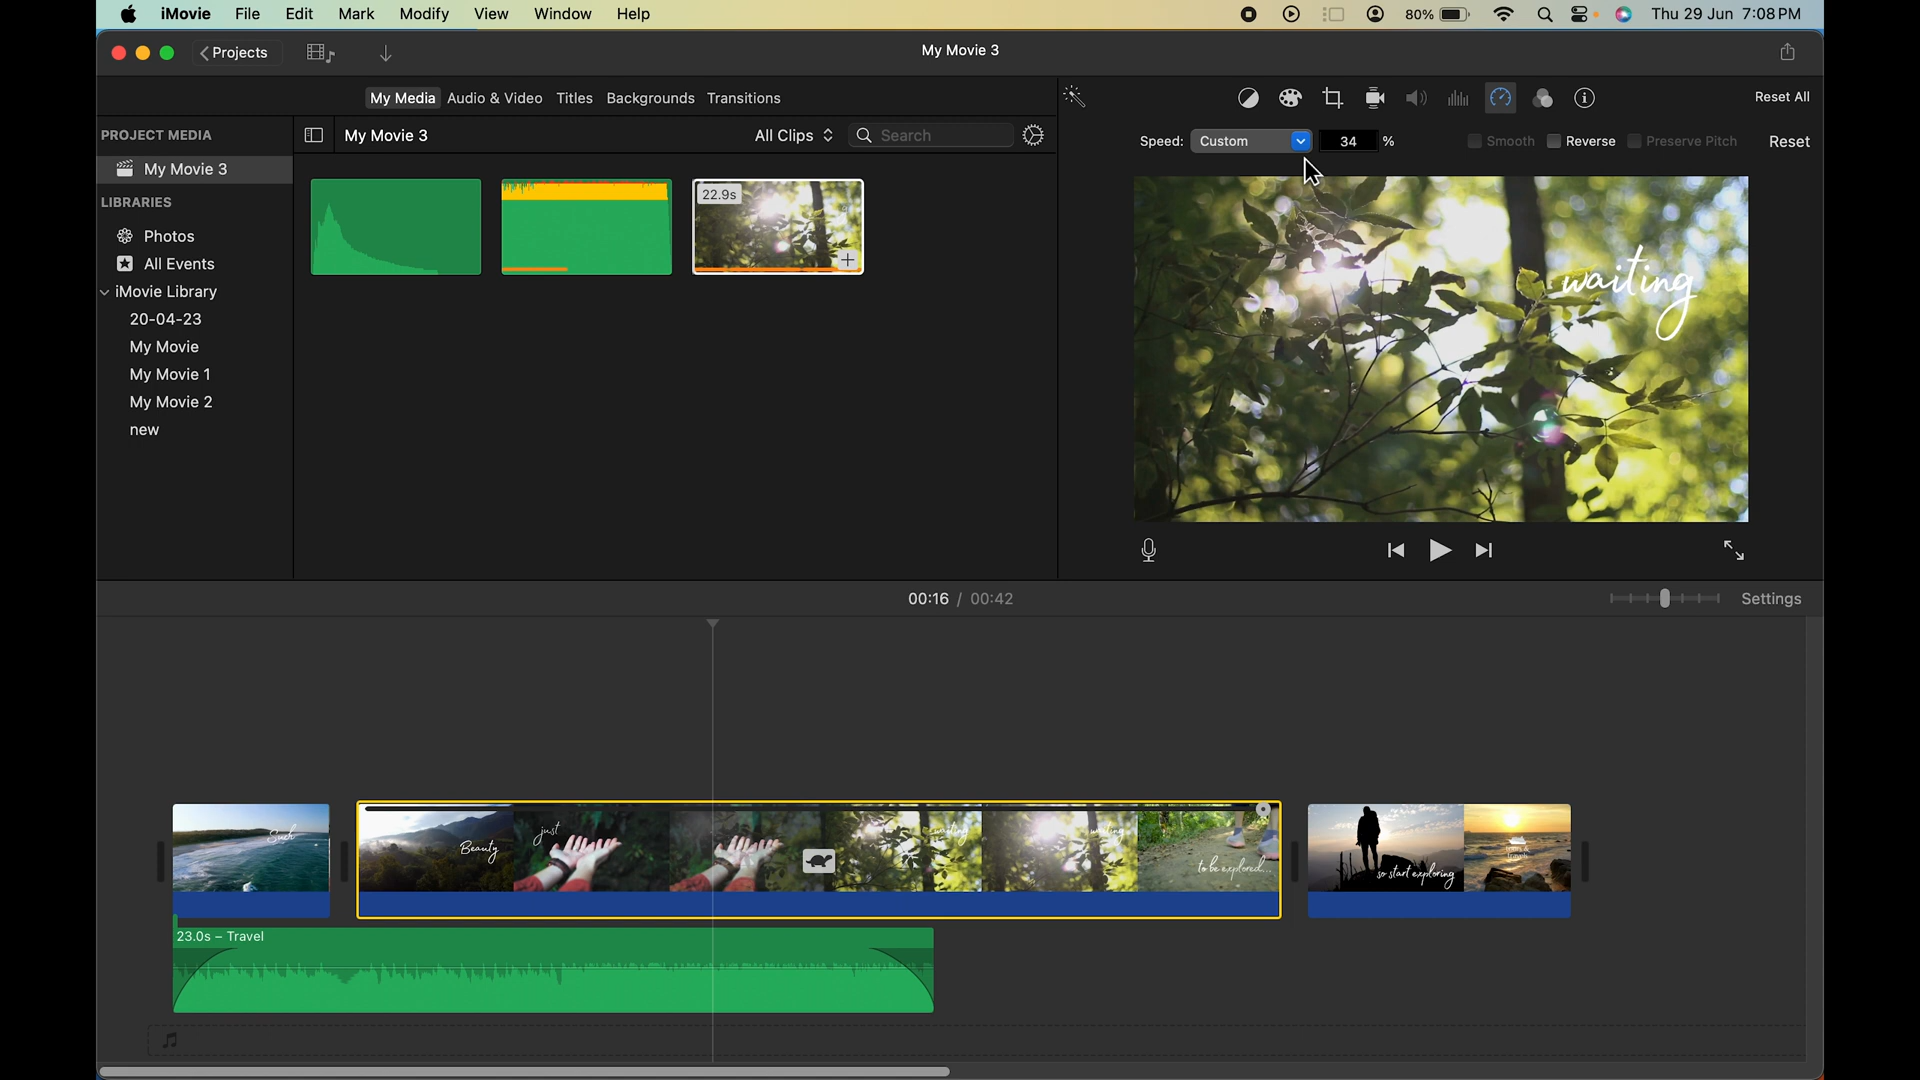 iMovie File Edit Mark Modify View Window Help
80% Thu 29 Jun 7:08 PM
Projects
My Movie 3
My Media Audio & Video Titles Backgrounds Transitions
Reset All
PROJECT MEDIA
My Movie 3
LIBRARIES
Photos
All Events
iMovie Library
20-04-23
My Movie
My Movie 1
My Movie 2
new
My Movie 3
All Clips
Search
22.9s
Speed: Custom 34 % Smooth Reverse Preserve Pitch Reset
waiting
00:16 / 00:42
Settings
Such
Beauty
just
waiting
waiting
to be explored...
so start exploring
23.0s – Travel